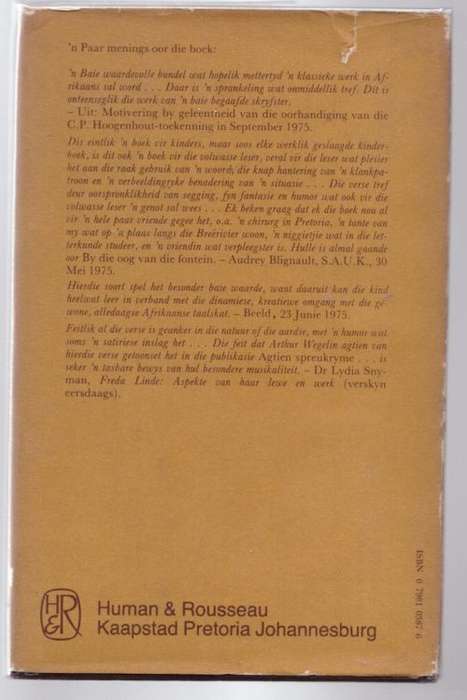 'n Paar menings oor die boek:
'n Baie waardevolle bundel wat hopelik mettertyd 'n klassieke werk in Af-
rikaans sal word . . . Daar is 'n sprankeling wat onmiddellik tref. Dit is
onteenseglik die werk van 'n baie begaafde skryfster.
– Uit: Motivering by geleentheid van die oorhandiging van die
C.P. Hoogenhout-toekenning in September 1975.
Dis eintlik 'n boek vir kinders, maar soos elke werklik geslaagde kinder-
boek, is dit ook 'n boek vir die volwasse leser, veral vir die leser wat plesier
het aan die raak gebruik van 'n woord, die knap hantering van 'n klankpa-
troon en 'n verbeeldingryke benadering van 'n situasie . . . Die verse tref
deur oorspronklikheid van segging, fyn fantasie en humor wat ook vir die
volwasse leser 'n genot sal wees . . . Ek beken graag dat ek die boek nou al
vir 'n hele paar vriende gegee het, o.a. 'n chirurg in Pretoria, 'n tante van
my wat op 'n plaas langs die Breërivier woon, 'n niggietjie wat in die let-
terkunde studeer, en 'n vriendin wat verpleegster is. Hulle is almal gaande
oor By die oog van die fontein. – Audrey Blignault, S.A.U.K., 30
Mei 1975.
Hierdie soort spel het besonder baie waarde, want daaruit kan die kind
heelwat leer in verband met die dinamiese, kreatiewe omgang met die ge-
wone, alledaagse Afrikaanse taalskat. – Beeld, 23 Junie 1975.
Feitlik al die verse is geanker in die natuur of die aardse, met 'n humor wat
soms 'n satiriese inslag het . . . Die feit dat Arthur Wegelin agtien van
hierdie verse getoonset het in die publikasie Agtien spreukryme . . . is
seker 'n tasbare bewys van hul besondere musikaliteit. – Dr Lydia Sny-
man, Freda Linde: Aspekte van haar lewe en werk (verskyn
eersdaags).
ISBN 0 7981 0587 6
H&R
Human & Rousseau
Kaapstad Pretoria Johannesburg